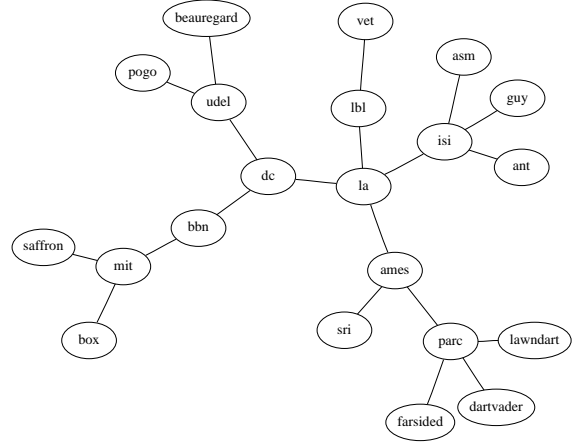 beauregard
vet
asm
pogo
guy
udel
lbl
isi
ant
dc
la
bbn
saffron
mit
ames
sri
box
parc
lawndart
dartvader
farsided